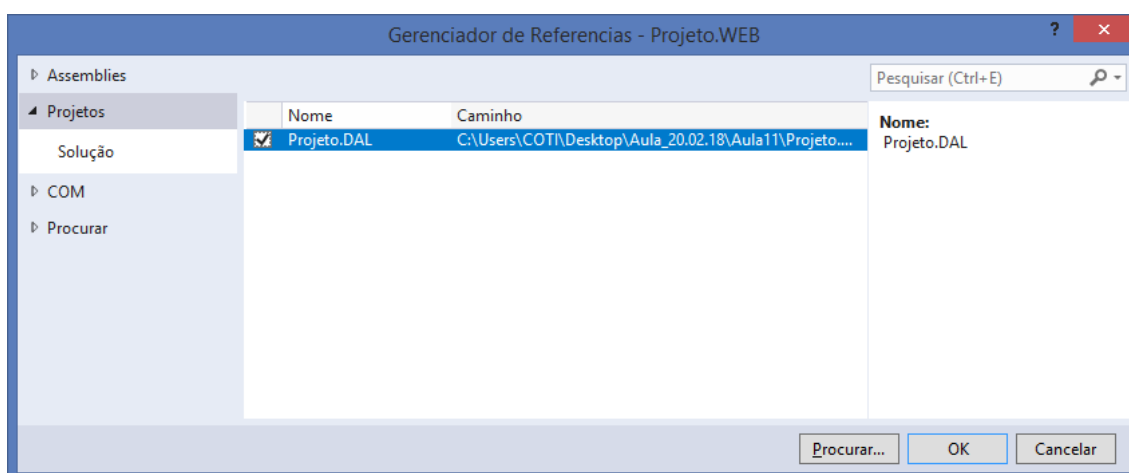 Gerenciador de Referencias - Projeto.WEB
? ×
Assemblies
Pesquisar (Ctrl+E)
Projetos
Solução
COM
Procurar
Nome Caminho
Projeto.DAL C:\Users\COTI\Desktop\Aula_20.02.18\Aula11\Projeto....
Nome:
Projeto.DAL
Procurar... OK Cancelar